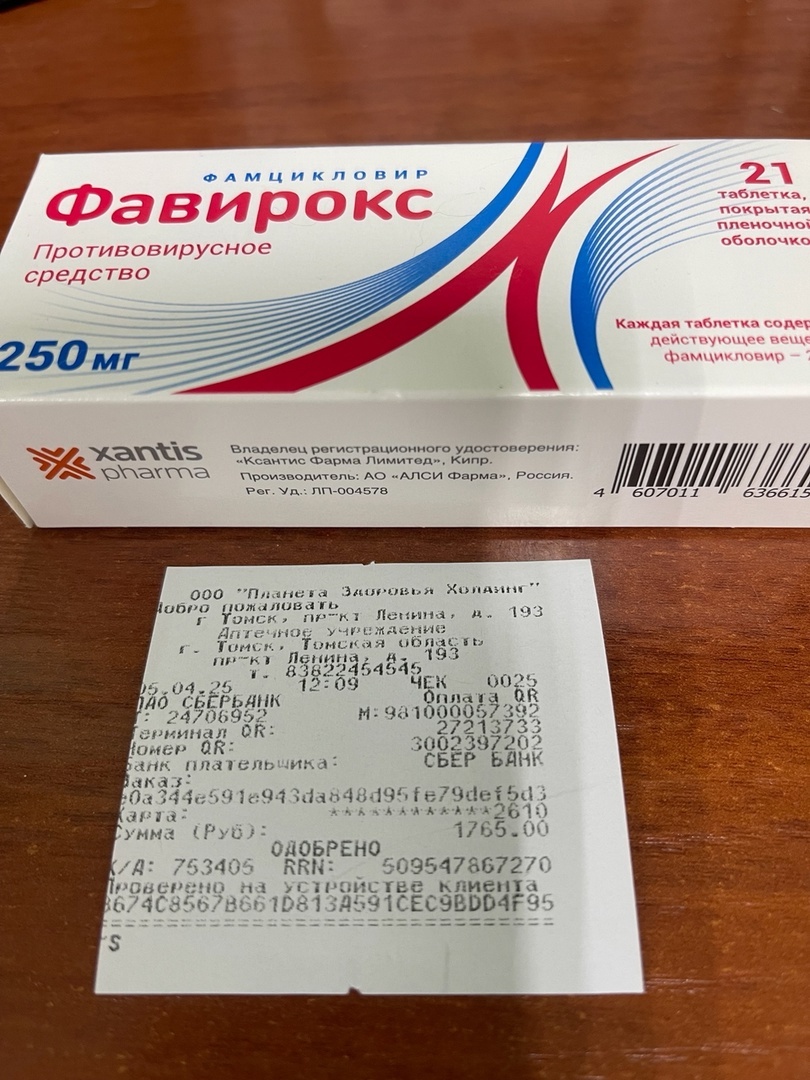 ФАМЦИКЛОВИР
Фавирокс
Противовирусное
средство
250 мг
21
таблетка,
покрытая
пленочной
оболочко
Каждая таблетка содер
действующее веще
фамцикловир –
xantis
pharma
Владелец регистрационного удостоверения:
«Ксантис Фарма Лимитед», Кипр.
Производитель: АО «АЛСИ Фарма», Россия.
Рег. Уд.: ЛП-004578
4 607011 636615
ООО "Планета Здоровья Холдинг"
Добро пожаловать
г Томск, пр-кт Ленина, д. 193
Аптечное учреждение
г. Томск, Томская область
пр-кт Ленина, д. 193
т. 83822454545
05.04.25 12:09 ЧЕК 0025
ПАО СБЕРБАНК Оплата QR
Т: 24706952 М:981000057392
Терминал QR: 27213733
Номер QR: 3002397202
Банк плательщика: СБЕР БАНК
Заказ:
e0a344e591e943da848d95fe79def5d3
Карта: ************2610
Сумма (Руб): 1765.00
ОДОБРЕНО
К/А: 753405 RRN: 509547867270
Проверено на устройстве клиента
3674C8567B661D813A591CEC9BDD4F95
================================
S